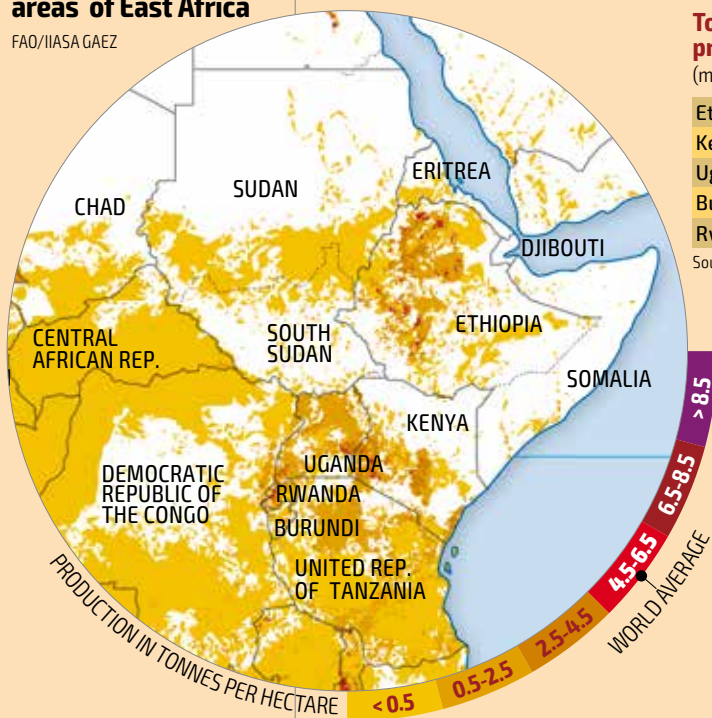 areas of East Africa
FAO/IIASA GAEZ
SUDAN
ERITREA
CHAD
DJIBOUTI
CENTRAL
AFRICAN REP.
SOUTH
SUDAN
ETHIOPIA
SOMALIA
KENYA
UGANDA
DEMOCRATIC
REPUBLIC OF
THE CONGO
RWANDA
BURUNDI
UNITED REP.
OF TANZANIA
PRODUCTION IN TONNES PER HECTARE
< 0.5
0.5-2.5
2.5-4.5
4.5-6.5
6.5-8.5
> 8.5
WORLD AVERAGE